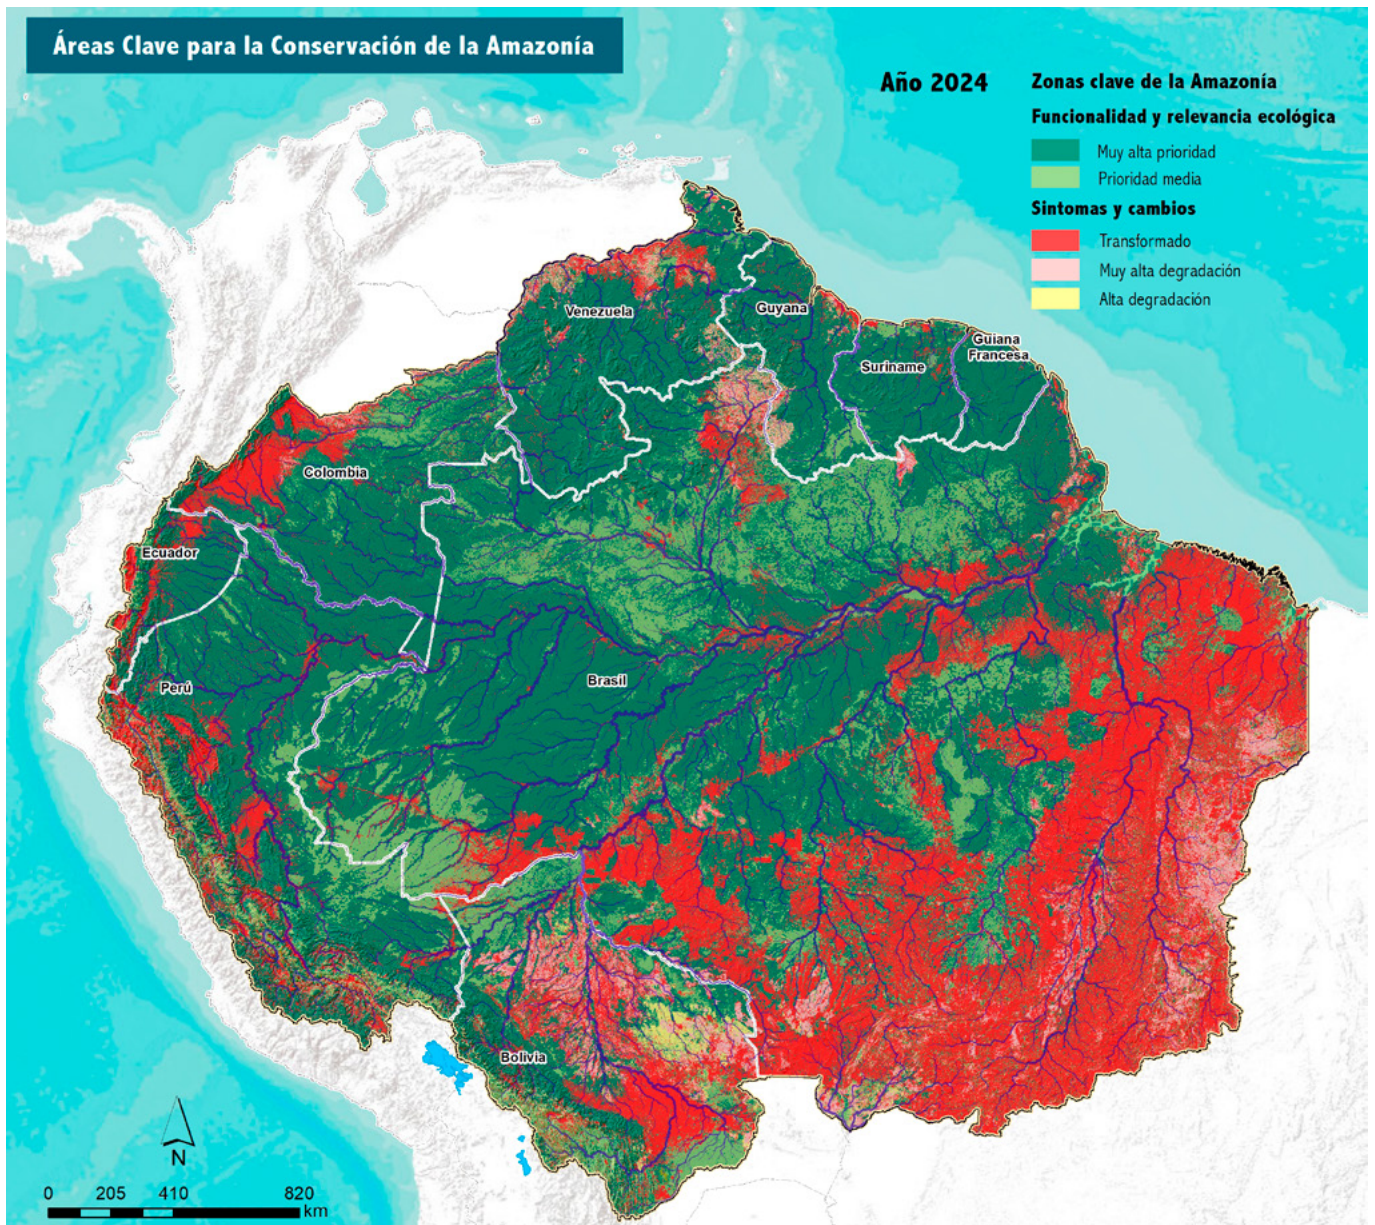 Áreas Clave para la Conservación de la Amazonía
Año 2024
Zonas clave de la Amazonía
Funcionalidad y relevancia ecológica
Muy alta prioridad
Prioridad media
Sintomas y cambios
Transformado
Muy alta degradación
Alta degradación
Venezuela
Guyana
Guiana
Francesa
Suriname
Colombia
Ecuador
Perú
Brasil
Bolivia
N
0 205 410 820
km